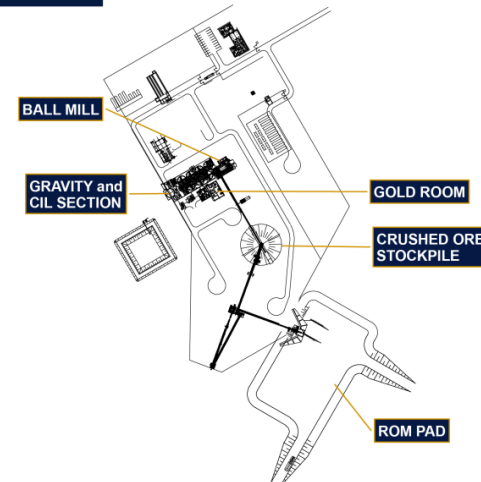 BALL MILL
GRAVITY and
CIL SECTION
GOLD ROOM
CRUSHED ORE
STOCKPILE
ROM PAD